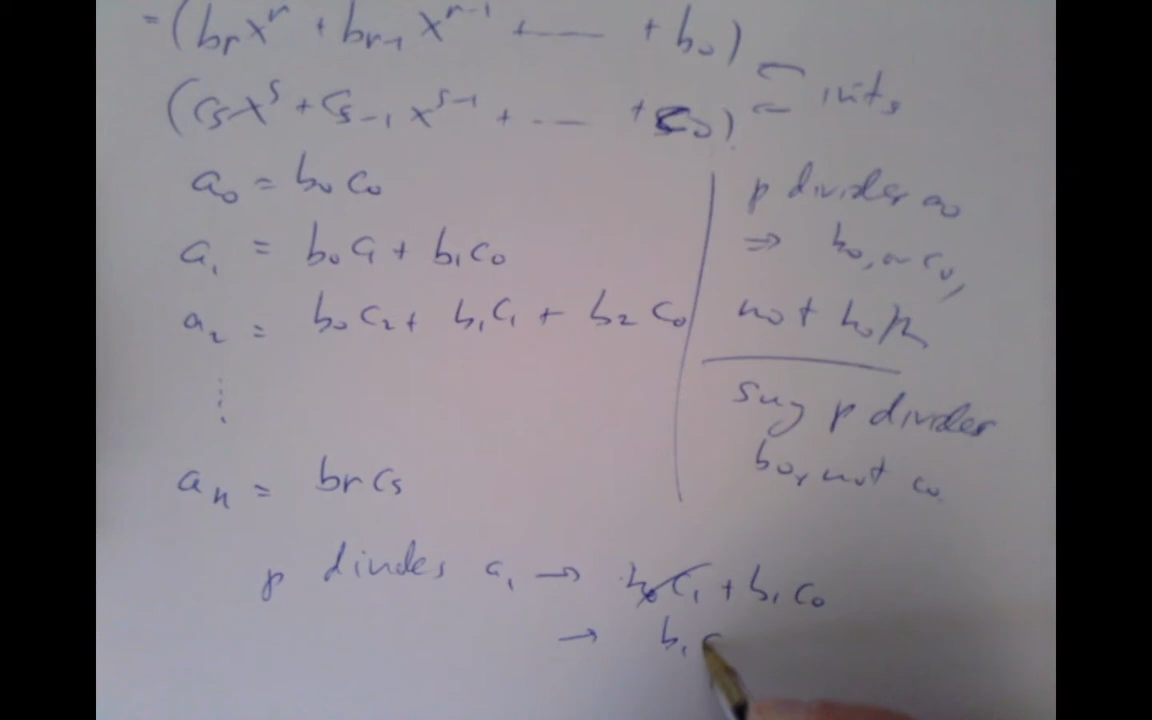 = (b_r x^r + b_{r-1} x^{r-1} + ...... + b_0)
(c_s x^s + c_{s-1} x^{s-1} + ...... + c_0)
ints
a_0 = b_0 c_0
a_1 = b_0 c_1 + b_1 c_0
a_2 = b_0 c_2 + b_1 c_1 + b_2 c_0
⋮
a_n = b_r c_s
p divides a_0
⇒ b_0, or c_0,
not both
say p divides
b_0, not c_0
p divides a_1 → b_0 c_1 + b_1 c_0
→ b_1 c